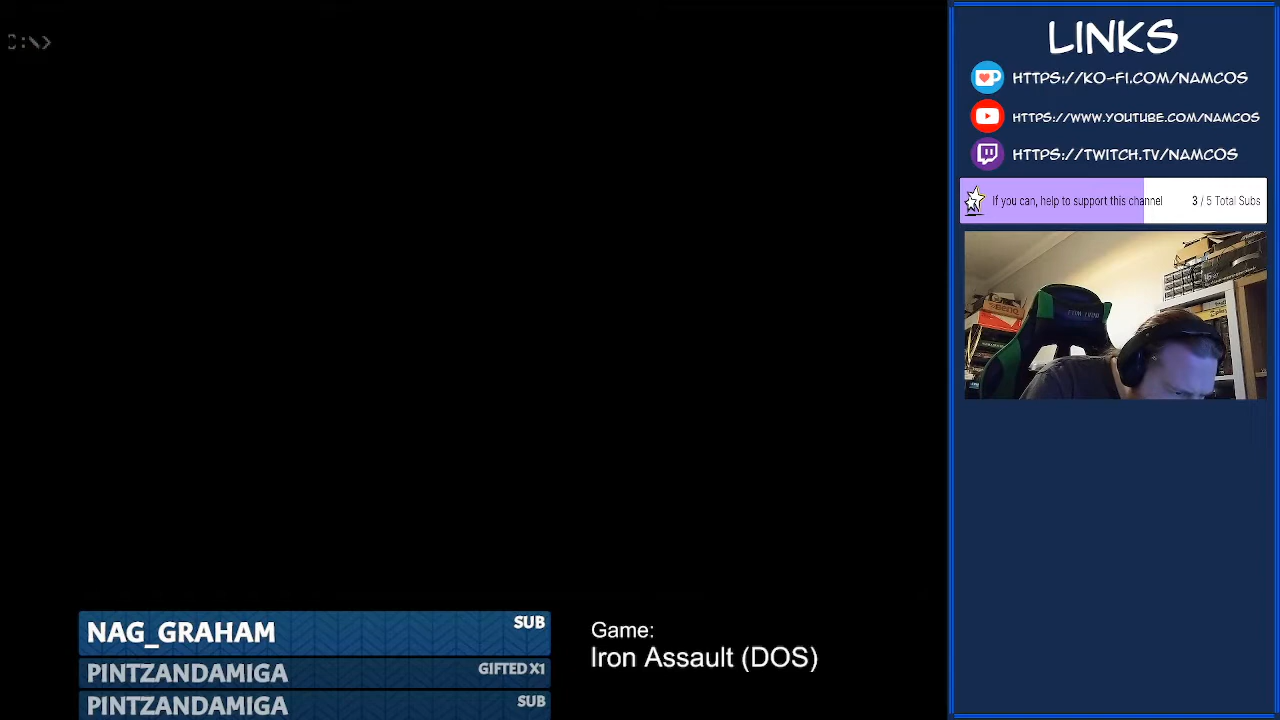 C:\>
LINKS
HTTPS://KO-FI.COM/NAMCOS
HTTPS://WWW.YOUTUBE.COM/NAMCOS
HTTPS://TWITCH.TV/NAMCOS
If you can, help to support this channel 3 / 5 Total Subs
NAG_GRAHAM SUB
PINTZANDAMIGA GIFTED X1
PINTZANDAMIGA SUB
Game:
Iron Assault (DOS)